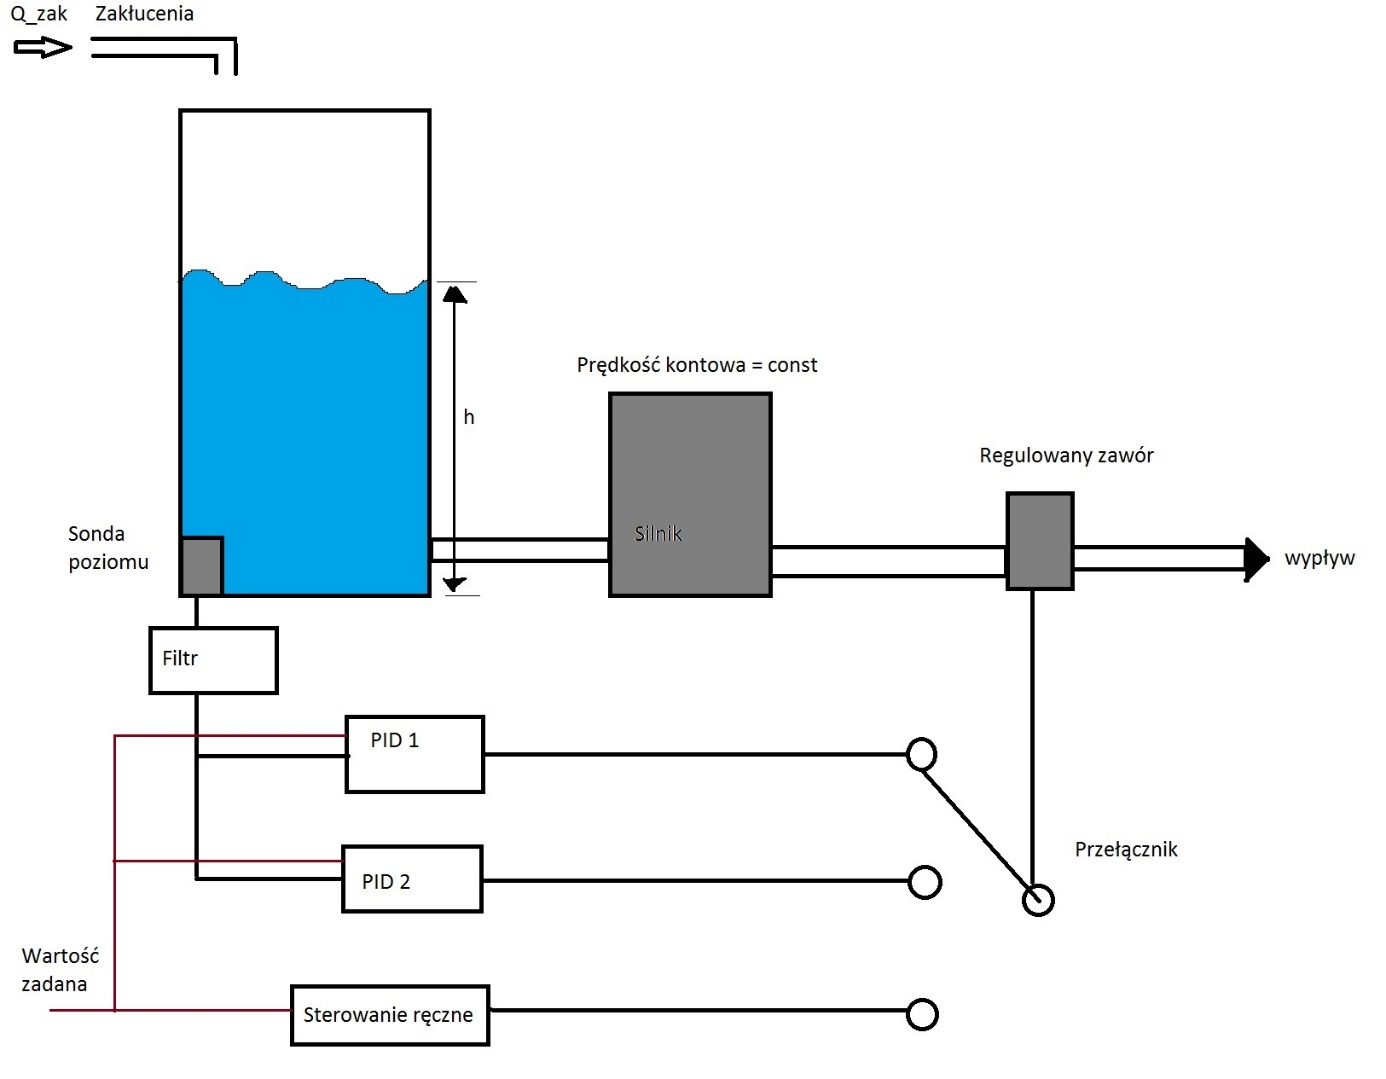 Q_zak Zakłucenia
Prędkość kontowa = const
h
Regulowany zawór
Sonda
poziomu
Silnik
wypływ
Filtr
PID 1
Przełącznik
PID 2
Wartość
zadana
Sterowanie ręczne